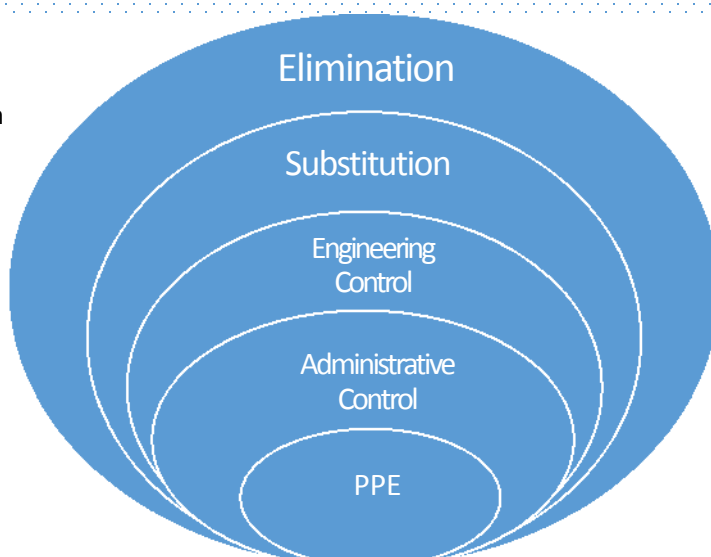 Elimination
Substitution
Engineering
Control
Administrative
Control
PPE